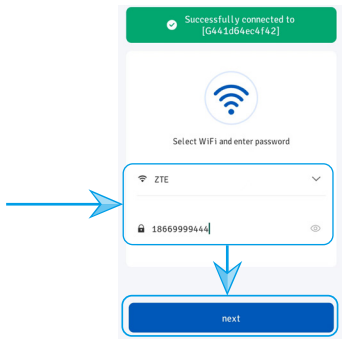 Successfully connected to
[G441d64ec4f42]
Select WiFi and enter password
ZTE
18669999444
next